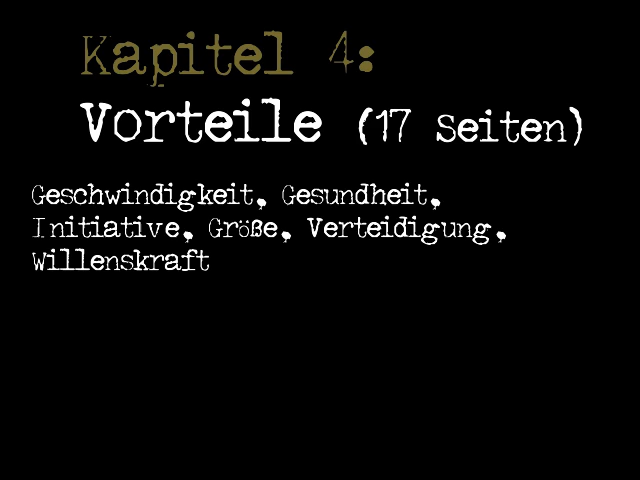 Kapitel 4:
Vorteile (17 Seiten)
Geschwindigkeit, Gesundheit,
Initiative, Größe, Verteidigung,
Willenskraft